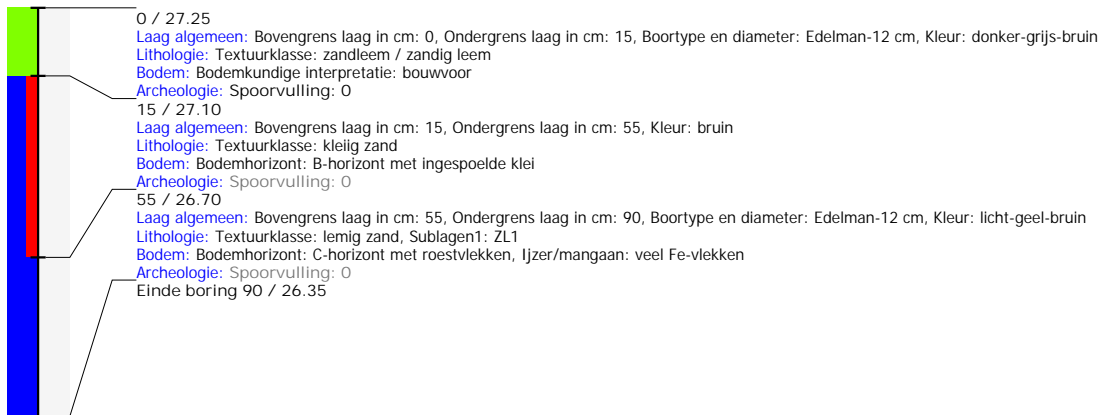 0 / 27.25
Laag algemeen: Bovengrens laag in cm: 0, Ondergrens laag in cm: 15, Boortype en diameter: Edelman-12 cm, Kleur: donker-grijs-bruin
Lithologie: Textuurklasse: zandleem / zandig leem
Bodem: Bodemkundige interpretatie: bouwvoor
Archeologie: Spoorvulling: 0
15 / 27.10
Laag algemeen: Bovengrens laag in cm: 15, Ondergrens laag in cm: 55, Kleur: bruin
Lithologie: Textuurklasse: kleiig zand
Bodem: Bodemhorizont: B-horizont met ingespoelde klei
Archeologie: Spoorvulling: 0
55 / 26.70
Laag algemeen: Bovengrens laag in cm: 55, Ondergrens laag in cm: 90, Boortype en diameter: Edelman-12 cm, Kleur: licht-geel-bruin
Lithologie: Textuurklasse: lemig zand, Sublagen1: ZL1
Bodem: Bodemhorizont: C-horizont met roestvlekken, Ijzer/mangaan: veel Fe-vlekken
Archeologie: Spoorvulling: 0
Einde boring 90 / 26.35